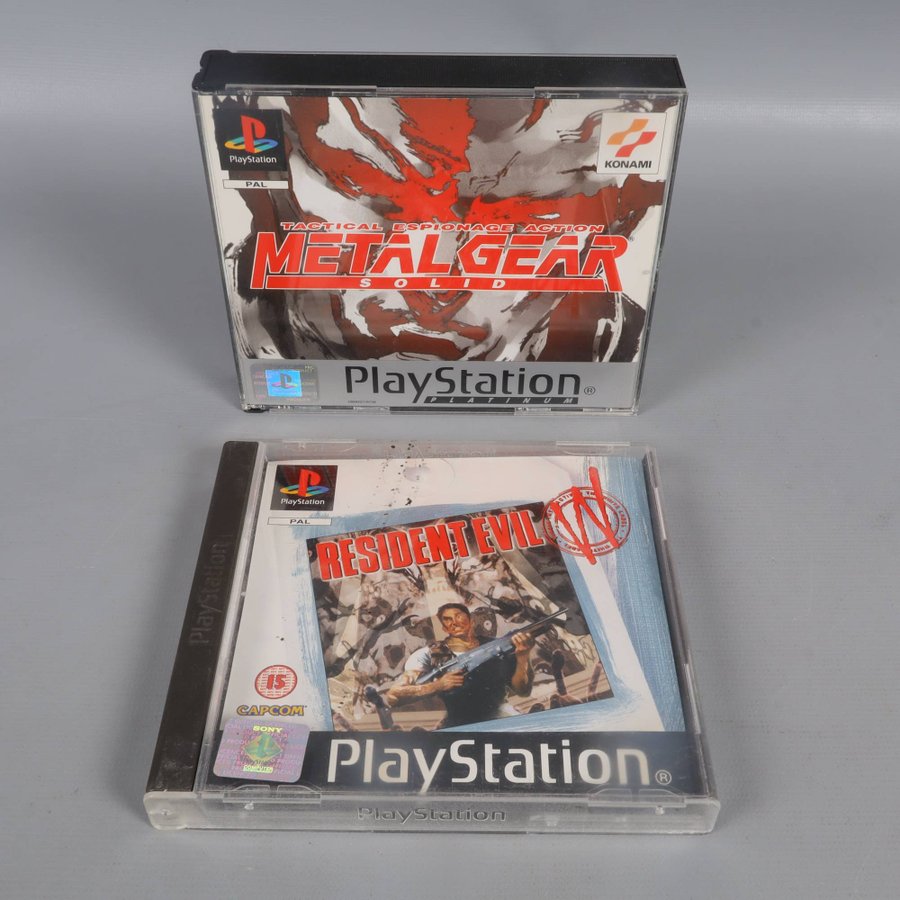 PlayStation
PAL
KONAMI
TACTICAL ESPIONAGE ACTION
METAL GEAR
SOLID
PlayStation®
PLATINUM
PlayStation
PAL
RESIDENT EVIL
W
15
CAPCOM
SONY
PlayStation®
PlayStation
PlayStation